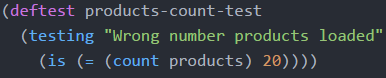 (deftest products-count-test
(testing "Wrong number products loaded"
(is (= (count products) 20))))